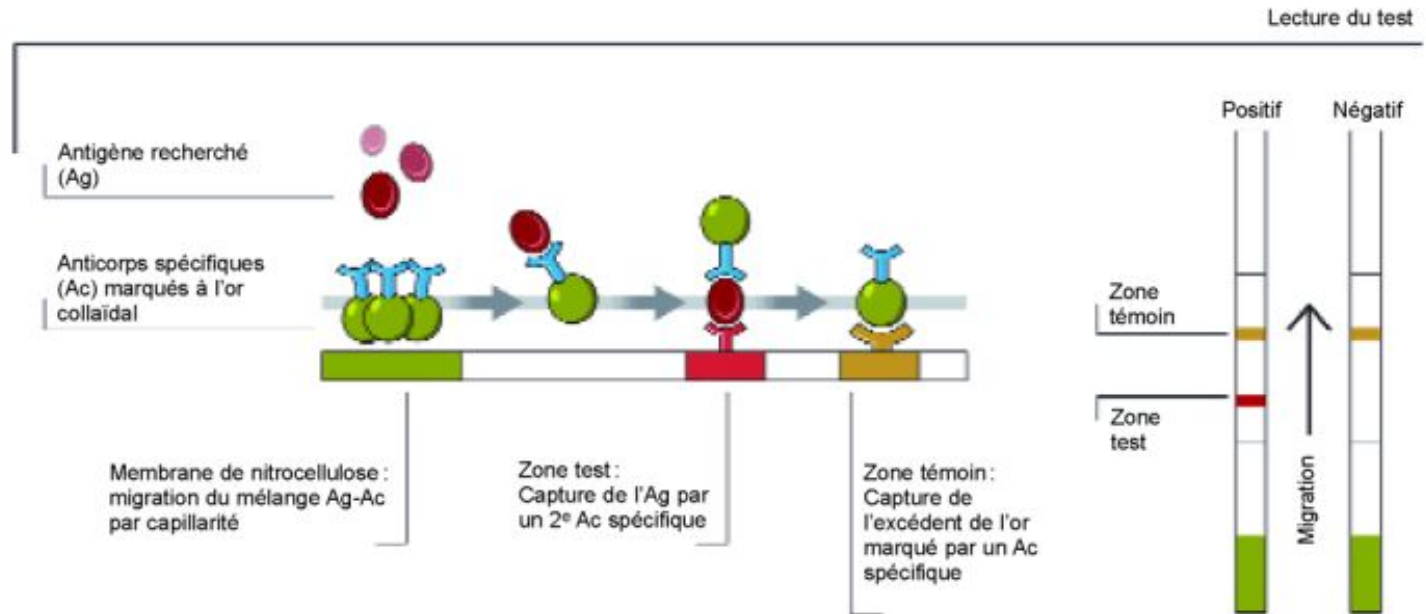 Lecture du test
Positif
Négatif
Antigène recherché
(Ag)
Anticorps spécifiques
(Ac) marqués à l'or
collaïdal
Zone
témoin
Zone
test
Migration
Membrane de nitrocellulose :
migration du mélange Ag-Ac
par capillarité
Zone test :
Capture de l'Ag par
un 2e Ac spécifique
Zone témoin :
Capture de
l'excédent de l'or
marqué par un Ac
spécifique